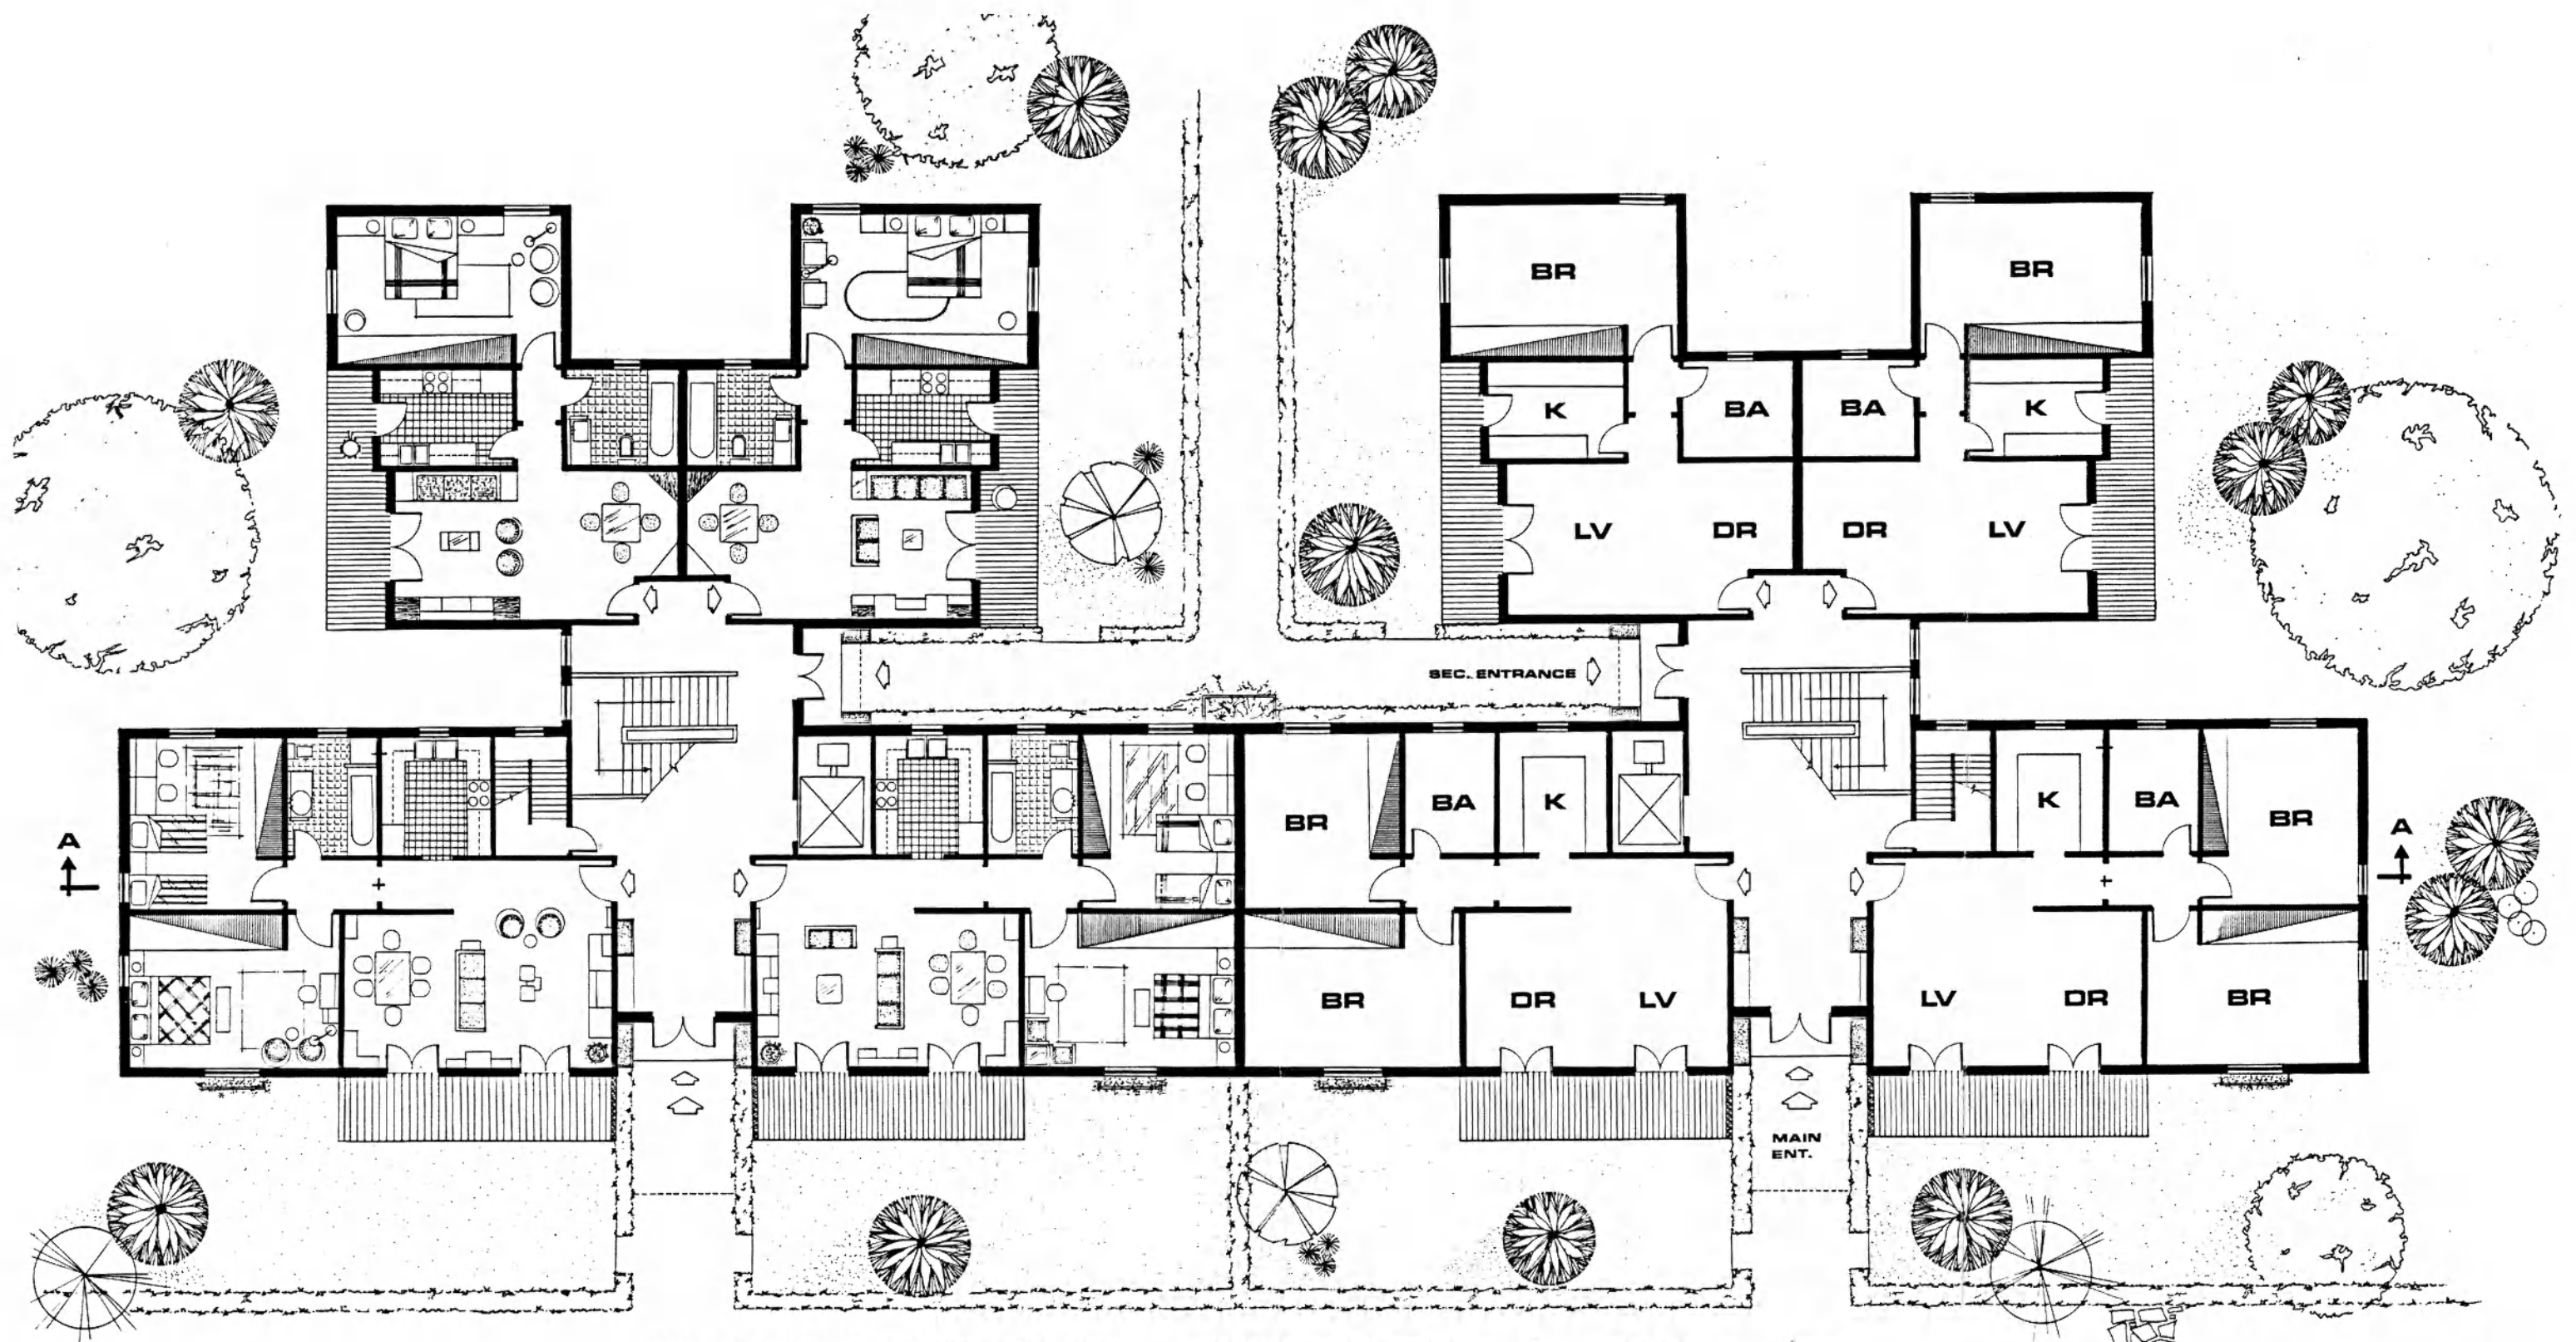 BR BR
K BA BA K
LV DR DR LV
SEC. ENTRANCE
BR BA K K BA BR
A A
BR DR LV LV DR BR
MAIN
ENT.